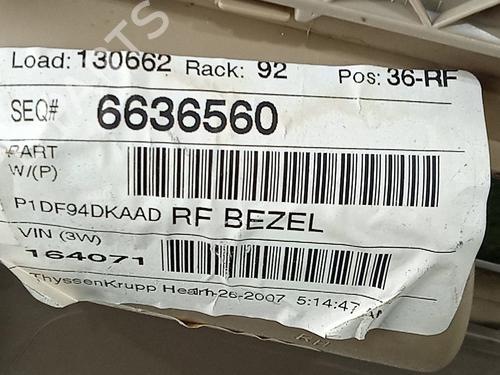 Load: 130662 Rack: 92 Pos: 36-RF
SEQ# 6636560
PART
W/(P)
P1DF94DKAAD RF BEZEL
VIN (3W)
164071
ThyssenKrupp 26-2007 5:14:47